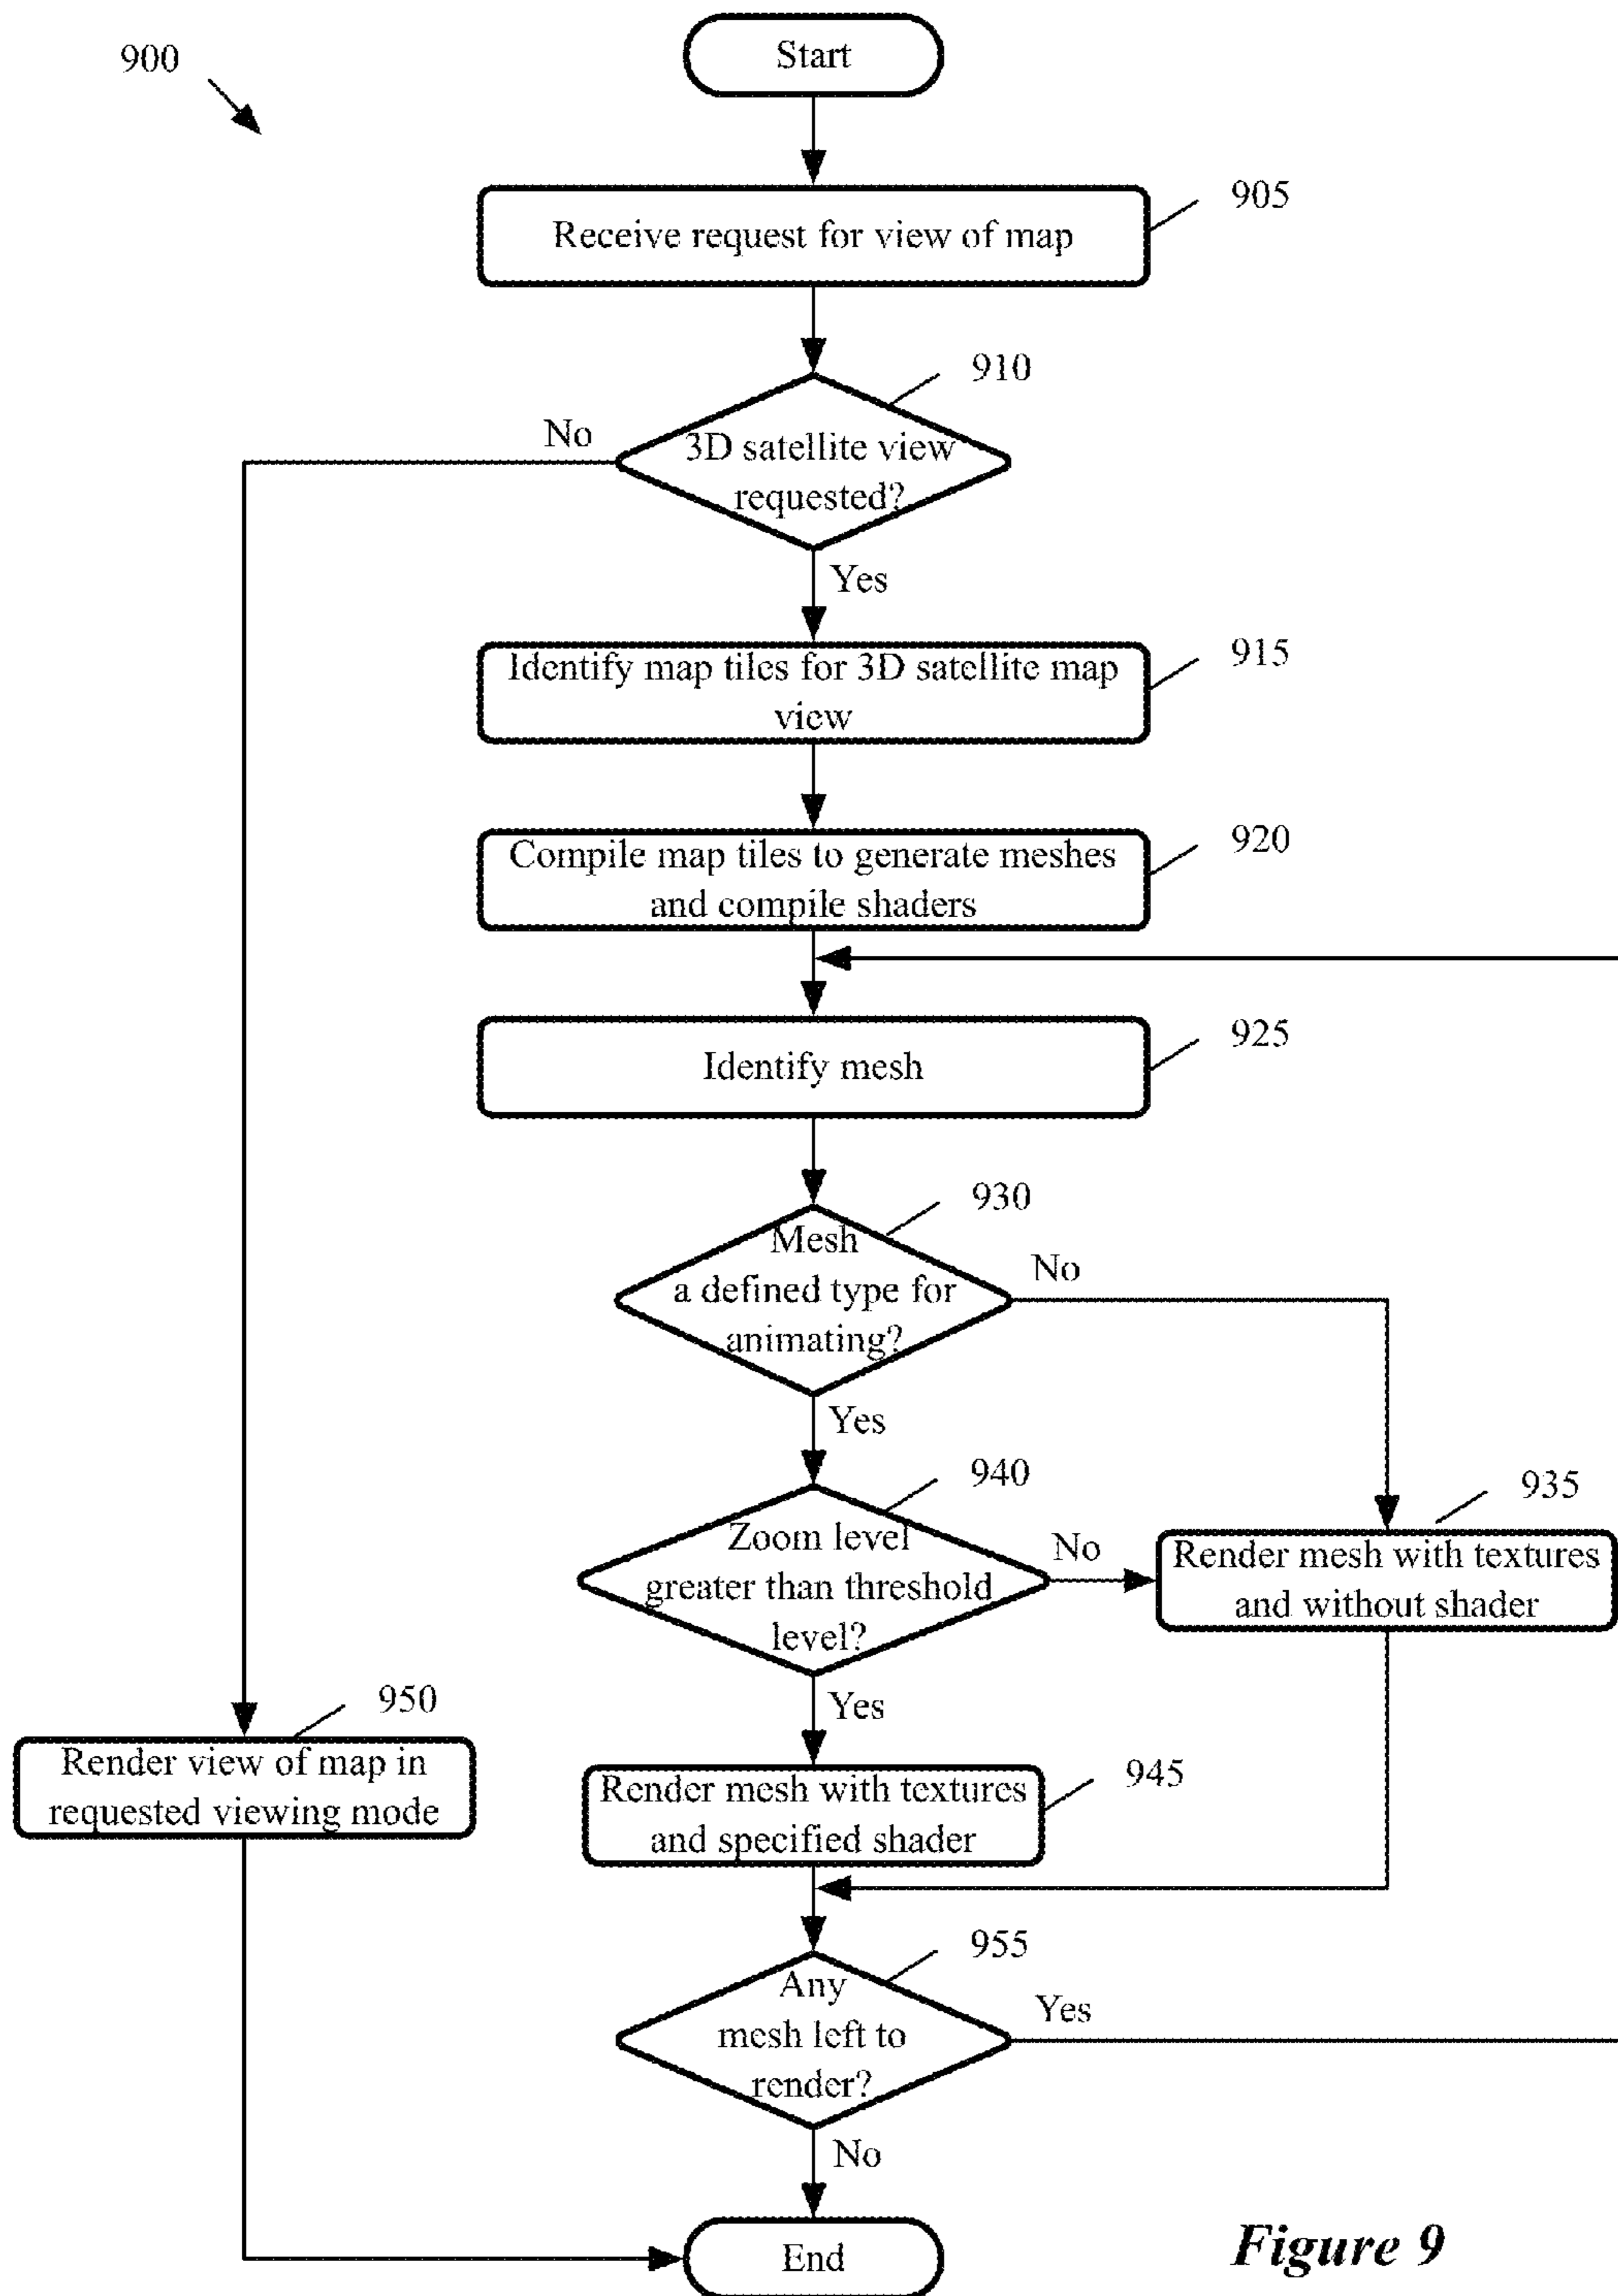 900
Start
905
Receive request for view of map
910
3D satellite view
requested?
No
Yes
915
Identify map tiles for 3D satellite map
view
920
Compile map tiles to generate meshes
and compile shaders
925
Identify mesh
930
Mesh
a defined type for
animating?
No
Yes
940
Zoom level
greater than threshold
level?
No
935
Render mesh with textures
and without shader
Yes
950
Render view of map in
requested viewing mode
945
Render mesh with textures
and specified shader
955
Any
mesh left to
render?
Yes
No
End
Figure 9